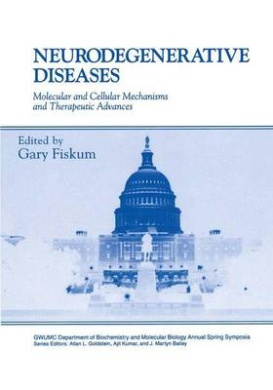 NEURODEGENERATIVE
DISEASES
Molecular and Cellular Mechanisms
and Therapeutic Advances
Edited by
Gary Fiskum
GWUMC Department of Biochemistry and Molecular Biology Annual Spring Symposia
Series Editors: Allan L. Goldstein, Ajit Kumar, and J. Martyn Bailey